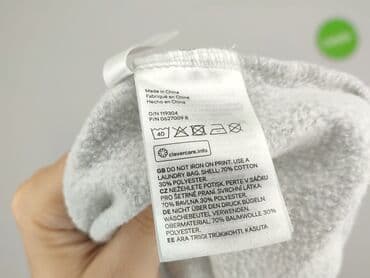 Made in China
Fabriqué en China
Hecho en China
O/N 119304
P/N 0627009 R
40
clevercare.info
GB DO NOT IRON ON PRINT. USE A
LAUNDRY BAG. SHELL: 70% COTTON
30% POLYESTER.
CZ NEŽEHLETE POTISK. PERTE V SÁČKU
PRO ŠETRNÉ PRANÍ. SVRCHNÍ LÁTKA
70% BAVLNA 30% POLYESTER.
DE NICHT ÜBER DEN DRUCK BÜGELN
WÄSCHEBEUTEL VERWENDEN.
OBERMATERIAL: 70% BAUMWOLLE 30%
POLYESTER.
EE ÄRA TRIIGI TRÜKIKOHTI. KASUTA